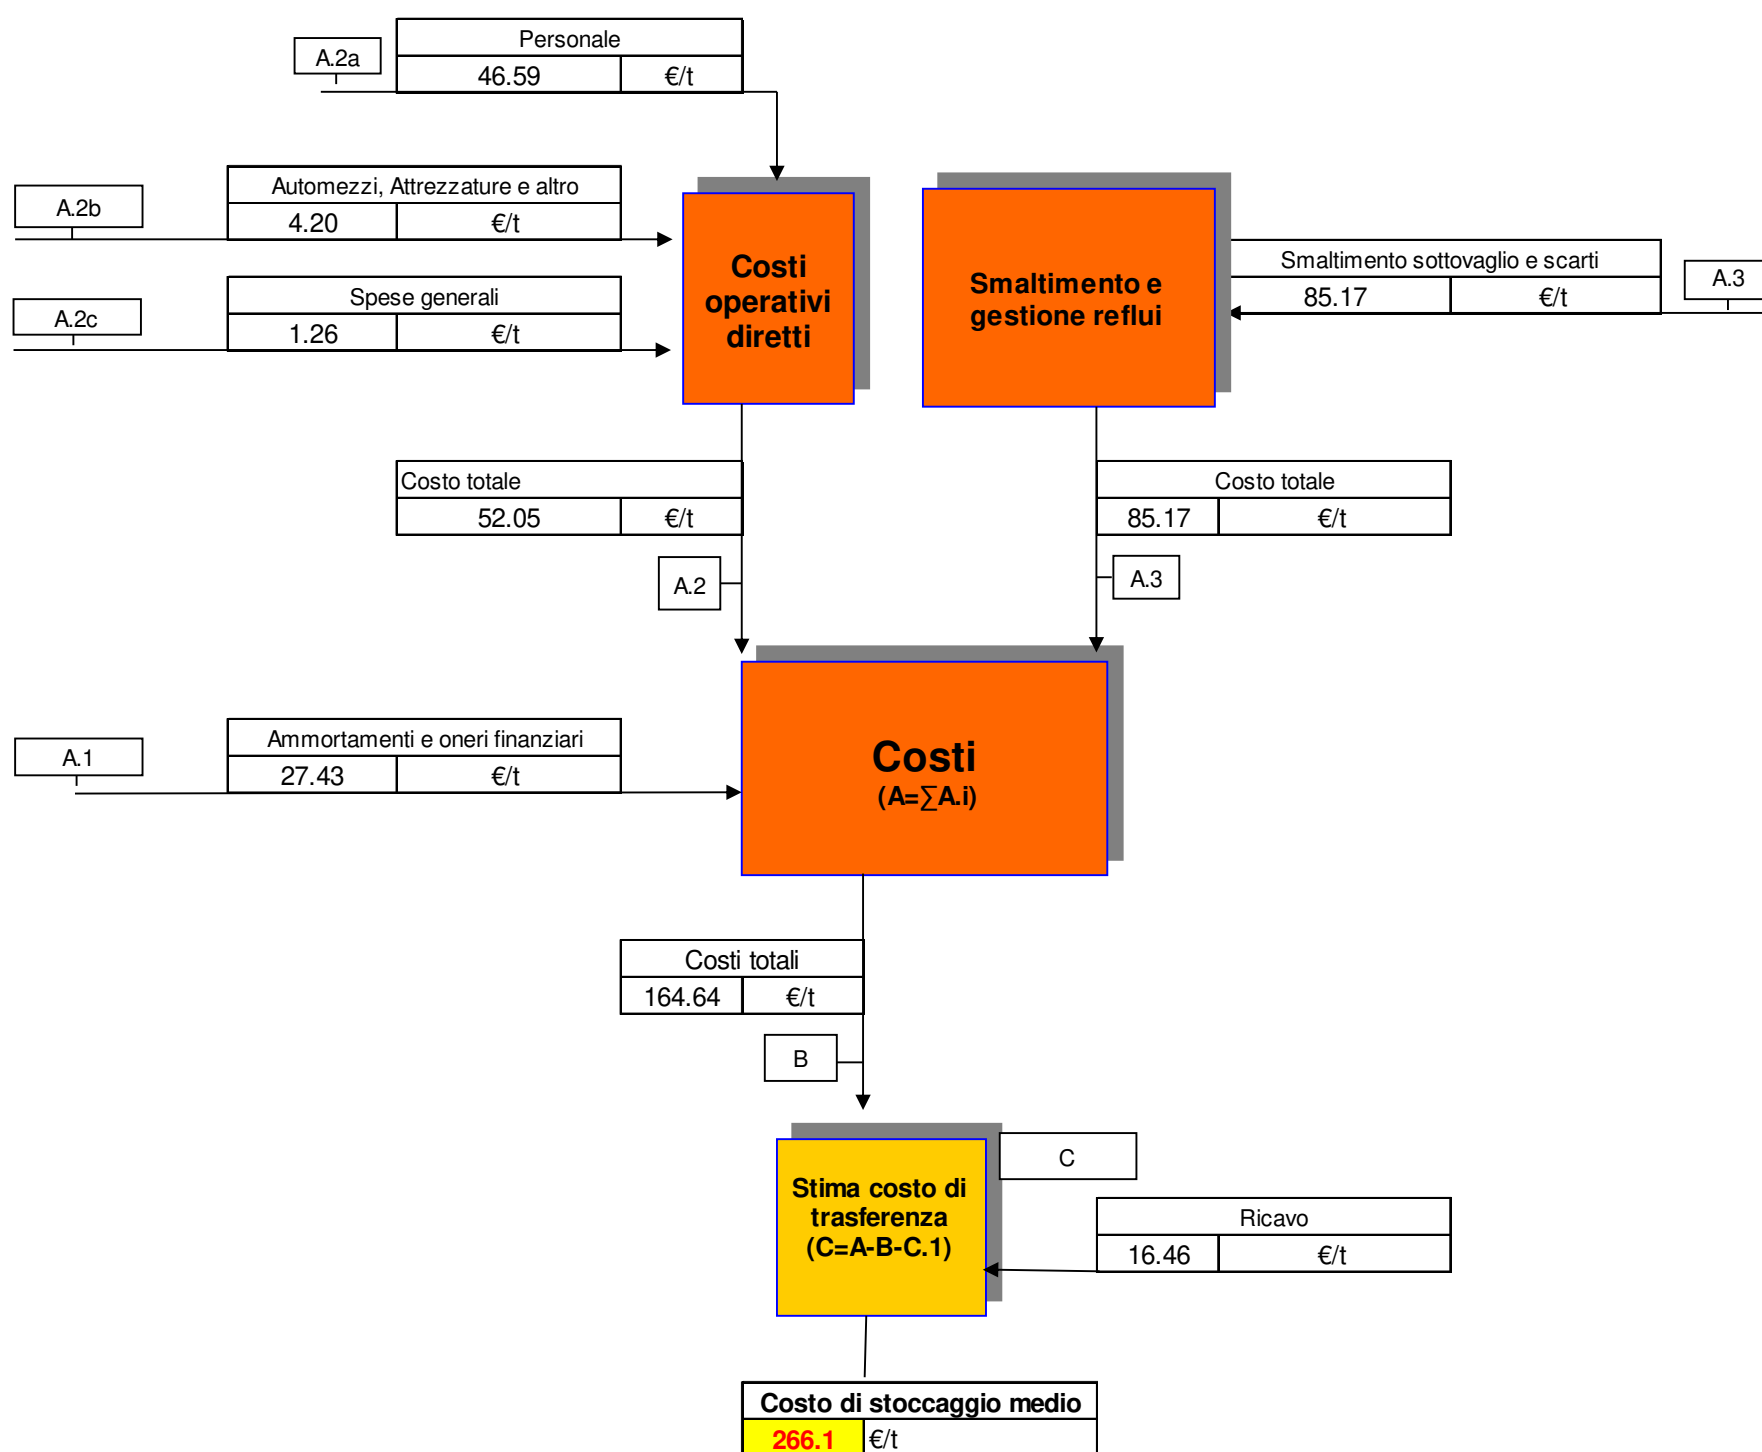 Personale
A.2a
46.59 €/t
Automezzi, Attrezzature e altro
A.2b
4.20 €/t
Spese generali
A.2c
1.26 €/t
Costi
operativi
diretti
Smaltimento e
gestione reflui
Smaltimento sottovaglio e scarti
A.3
85.17 €/t
Costo totale
52.05 €/t
Costo totale
85.17 €/t
A.2
A.3
Ammortamenti e oneri finanziari
A.1
27.43 €/t
Costi
(A=∑A.i)
Costi totali
164.64 €/t
B
C
Stima costo di
trasferenza
(C=A-B-C.1)
Ricavo
16.46 €/t
Costo di stoccaggio medio
266.1 €/t